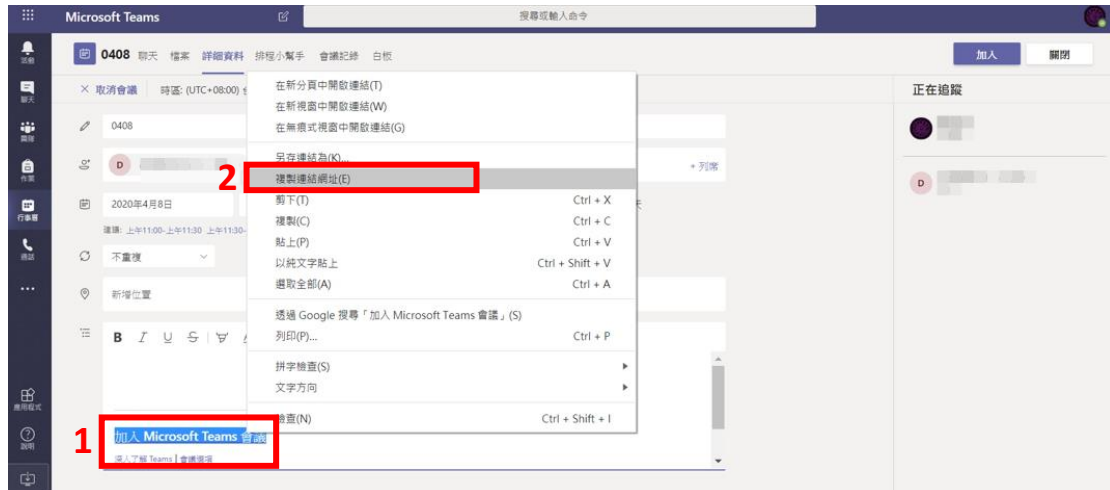 Microsoft Teams
搜尋或輸入命令
0408 聊天 檔案 詳細資料 排程小幫手 會議記錄 白板
加入 關閉
活動
聊天
團隊
作業
行事曆
通話
× 取消會議 時區: (UTC+08:00)
正在追蹤
0408
D
+ 列席
D
2020年4月8日
建議: 上午11:00-上午11:30 上午11:30-
不重複
新增位置
B I U S
在新分頁中開啟連結(T)
在新視窗中開啟連結(W)
在無痕式視窗中開啟連結(G)
另存連結為(K)...
2
複製連結網址(E)
剪下(T) Ctrl + X
複製(C) Ctrl + C
貼上(P) Ctrl + V
以純文字貼上 Ctrl + Shift + V
選取全部(A) Ctrl + A
透過 Google 搜尋「加入 Microsoft Teams 會議」(S)
列印(P)... Ctrl + P
拼字檢查(S)
文字方向
檢查(N) Ctrl + Shift + I
1
加入 Microsoft Teams 會議
深入了解 Teams | 會議選項
應用程式
說明